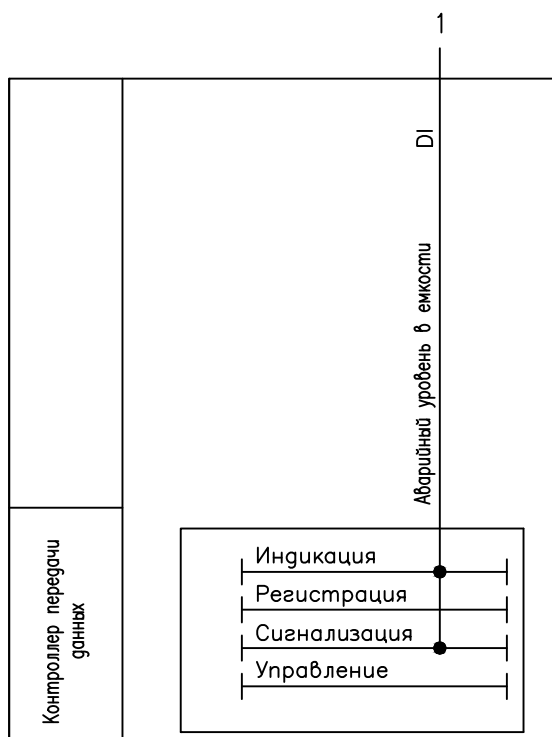 1
DI
Аварийный уровень в емкости
Контроллер передачи
данных
Индикация
Регистрация
Сигнализация
Управление